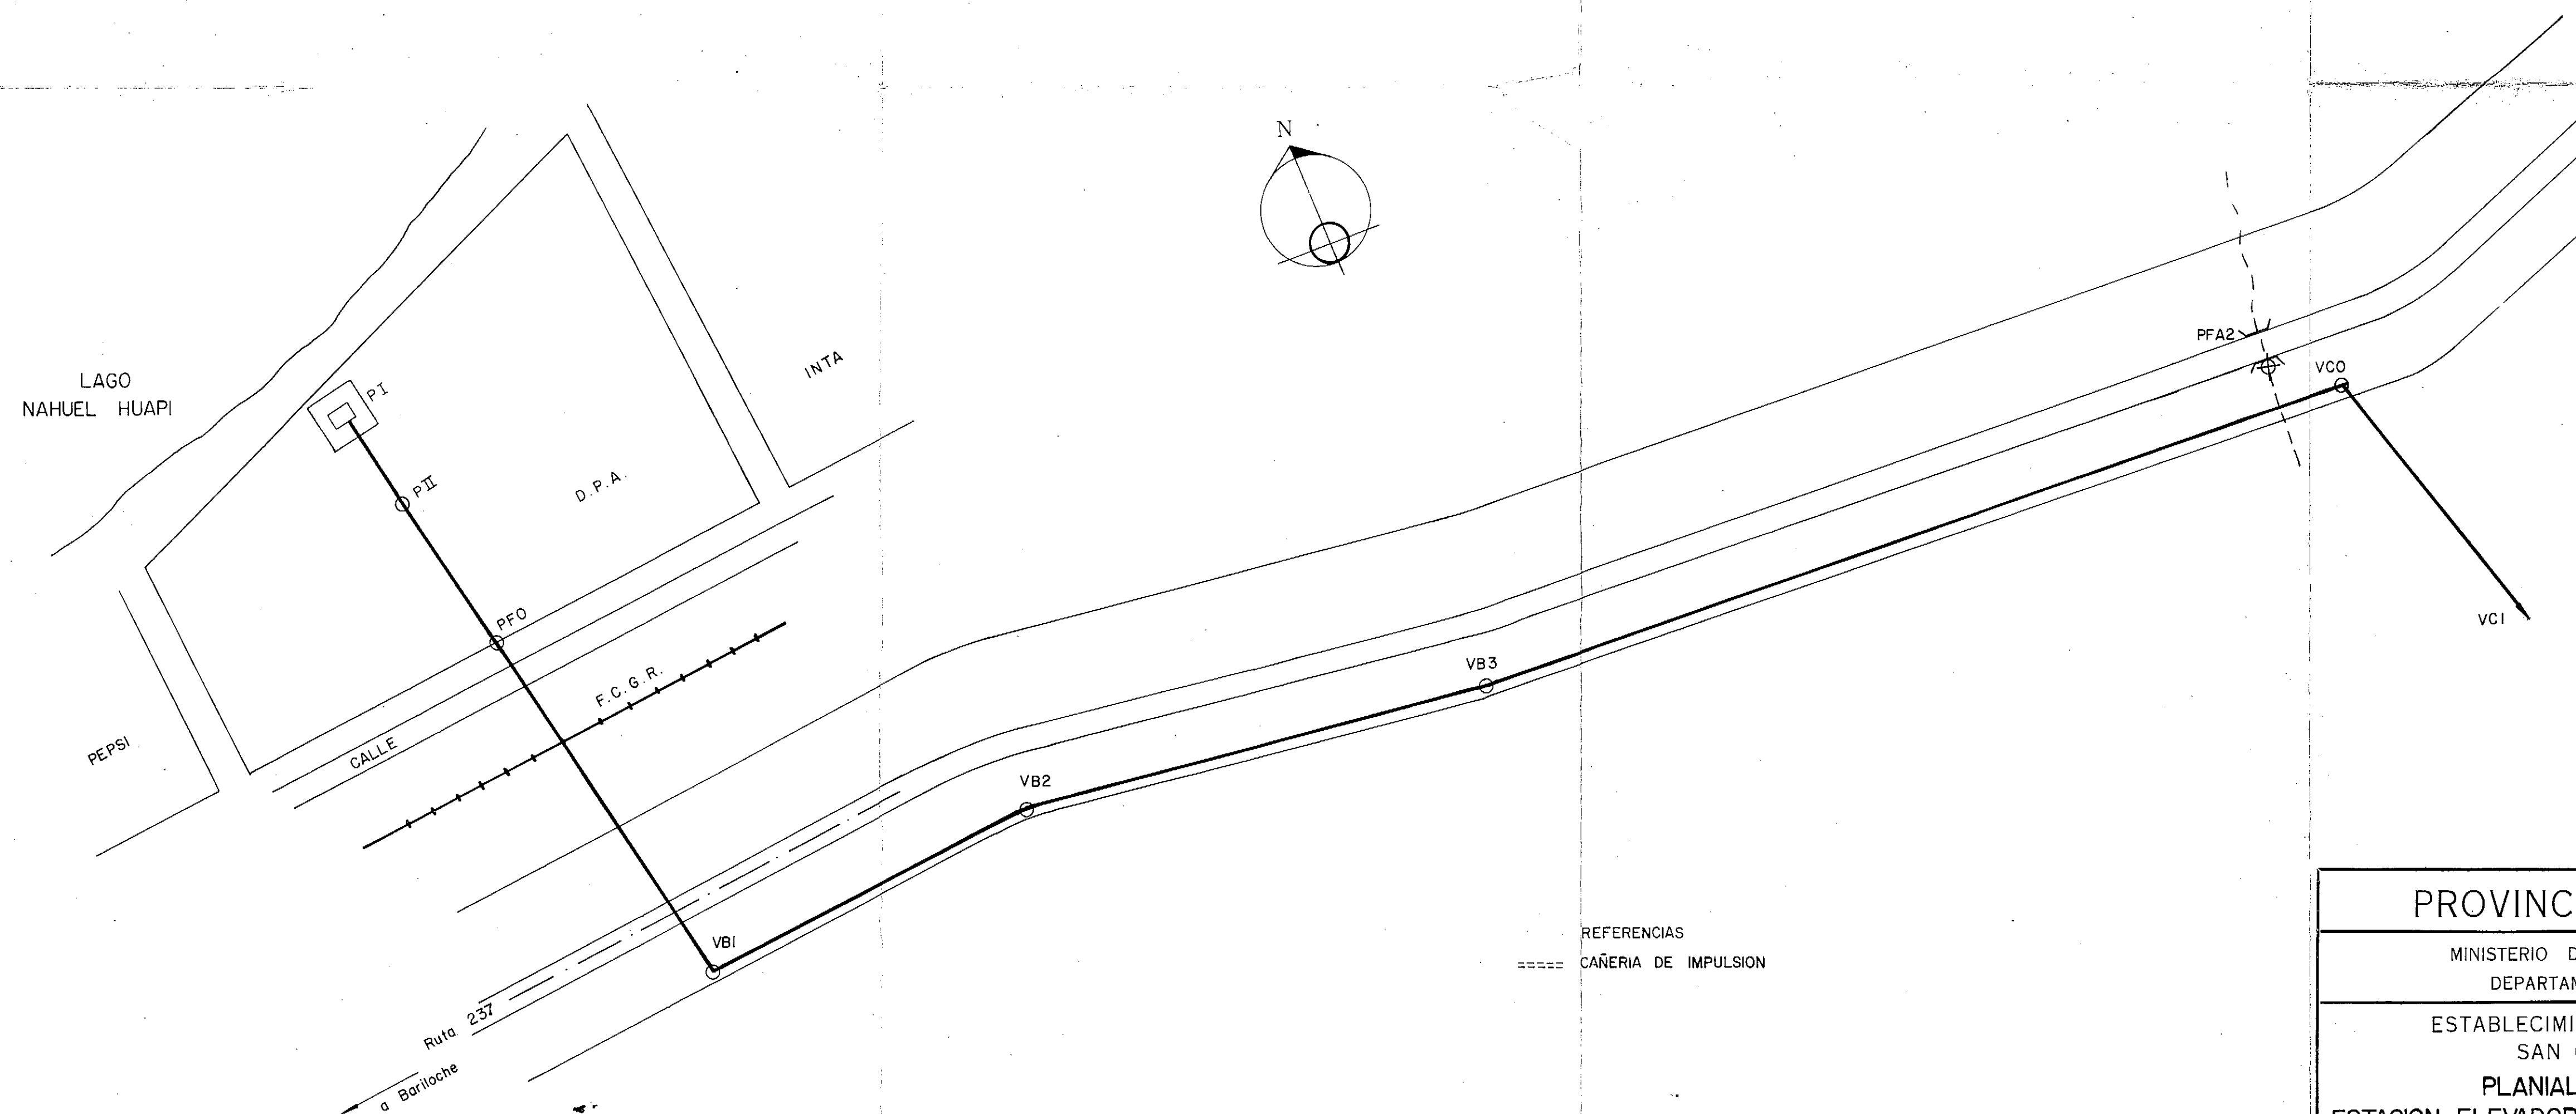 N
LAGO
NAHUEL HUAPI
PI
PII
INTA
D.P.A.
PFO
F.C.G.R.
CALLE
PEPSI
PFA2
VCO
VCI
VB3
VB2
VBI
Ruta 237
a Bariloche
REFERENCIAS
===== CAÑERIA DE IMPULSION
PROVINC
MINISTERIO D
DEPARTAM
ESTABLECIMI
SAN
PLANIAL